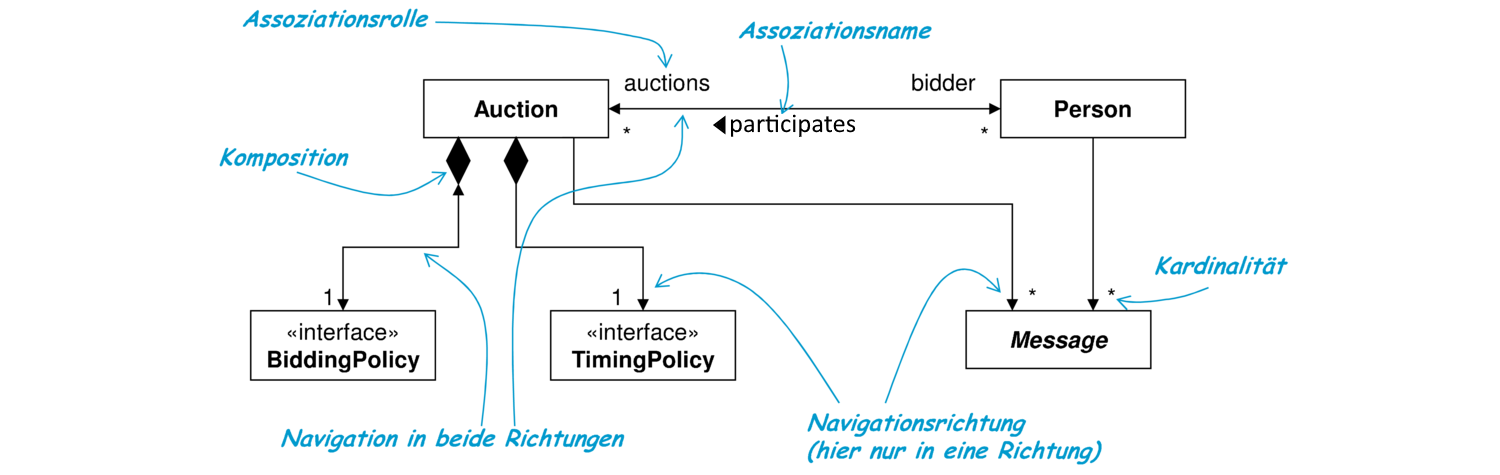 Assoziationsrolle
Assoziationsname
auctions
bidder
Auction
Person
*
participates
*
Komposition
Kardinalität
1
1
*
*
«interface»
BiddingPolicy
«interface»
TimingPolicy
Message
Navigation in beide Richtungen
Navigationsrichtung
(hier nur in eine Richtung)